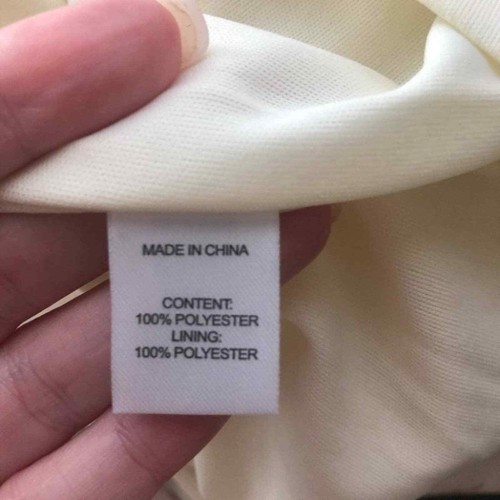 MADE IN CHINA
CONTENT:
100% POLYESTER
LINING:
100% POLYESTER